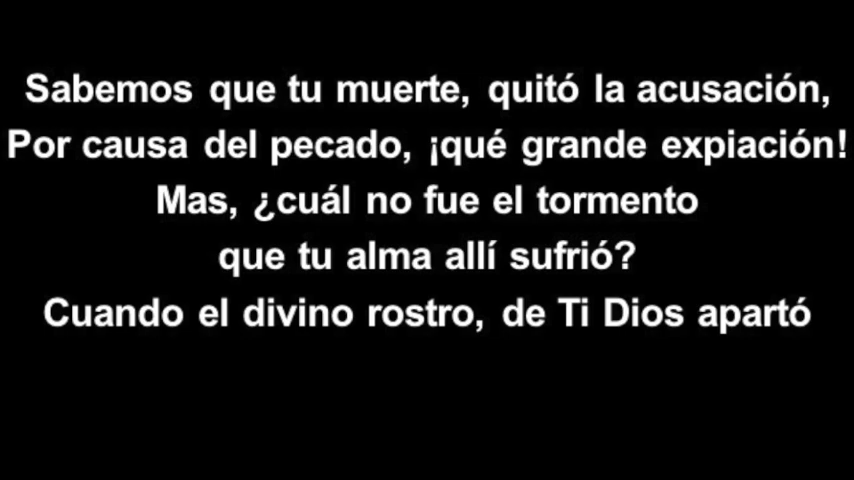 Sabemos que tu muerte, quitó la acusación,
Por causa del pecado, ¡qué grande expiación!
Mas, ¿cuál no fue el tormento
que tu alma allí sufrió?
Cuando el divino rostro, de Ti Dios apartó